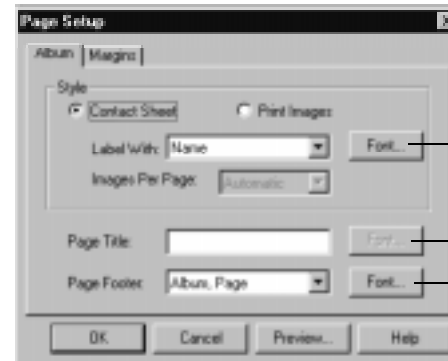 Page Setup
Album Margins
Style
Contact Sheet Print Images
Label With: Name Font...
Images Per Page: Automatic
Page Title: Font...
Page Footer: Album, Page Font...
OK Cancel Preview... Help